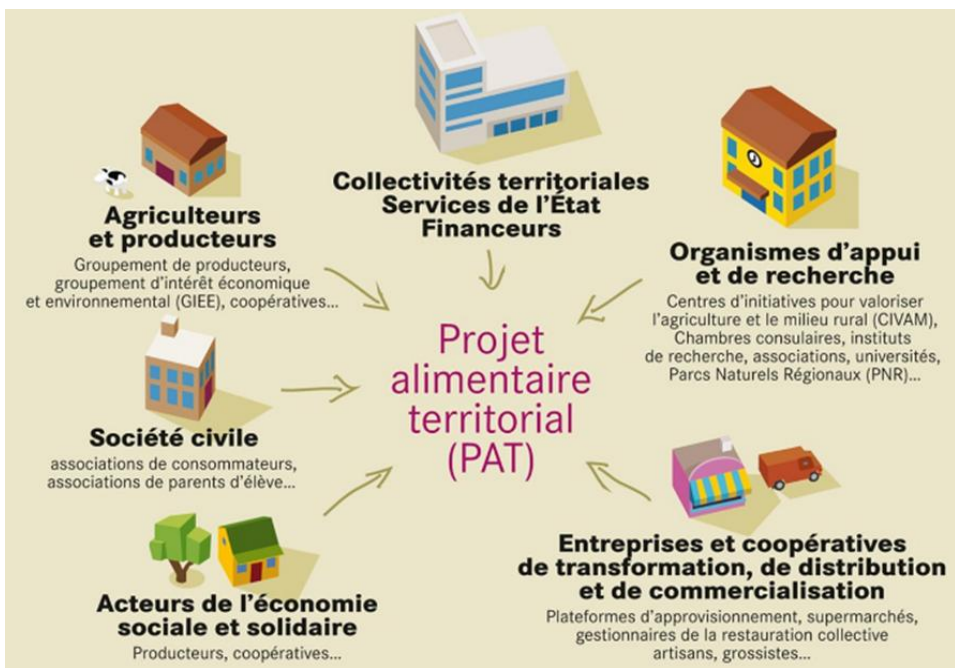 Collectivités territoriales
Services de l'État
Financeurs
Agriculteurs
et producteurs
Groupement de producteurs,
groupement d'intérêt économique
et environnemental (GIEE), coopératives...
Organismes d'appui
et de recherche
Centres d'initiatives pour valoriser
l'agriculture et le milieu rural (CIVAM),
Chambres consulaires, instituts
de recherche, associations, universités,
Parcs Naturels Régionaux (PNR)...
Projet
alimentaire
territorial
(PAT)
Société civile
associations de consommateurs,
associations de parents d'élève...
Acteurs de l'économie
sociale et solidaire
Producteurs, coopératives...
Entreprises et coopératives
de transformation, de distribution
et de commercialisation
Plateformes d'approvisionnement, supermarchés,
gestionnaires de la restauration collective
artisans, grossistes...